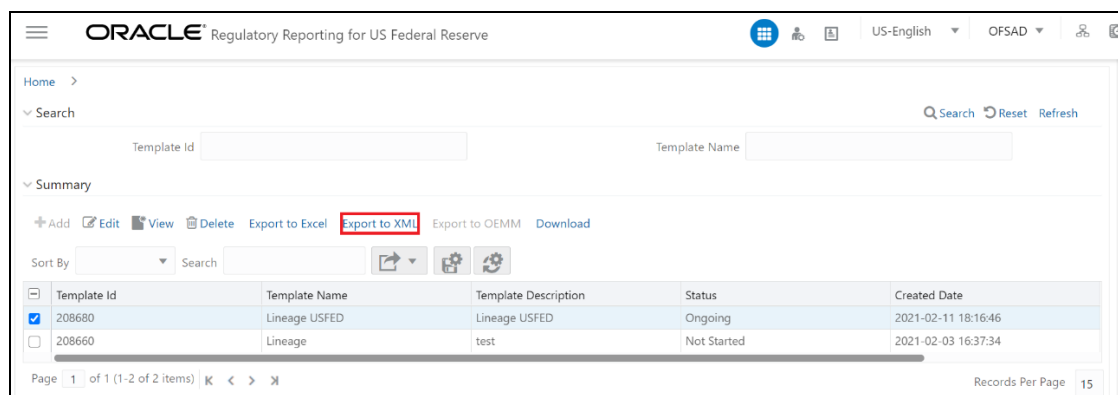 ORACLE® Regulatory Reporting for US Federal Reserve US-English OFSAD
Home >
Search Search Reset Refresh
Template Id Template Name
Summary
Add Edit View Delete Export to Excel Export to XML Export to OEMM Download
Sort By Search
Template Id Template Name Template Description Status Created Date
208680 Lineage USFED Lineage USFED Ongoing 2021-02-11 18:16:46
208660 Lineage test Not Started 2021-02-03 16:37:34
Page 1 of 1 (1-2 of 2 items) Records Per Page 15